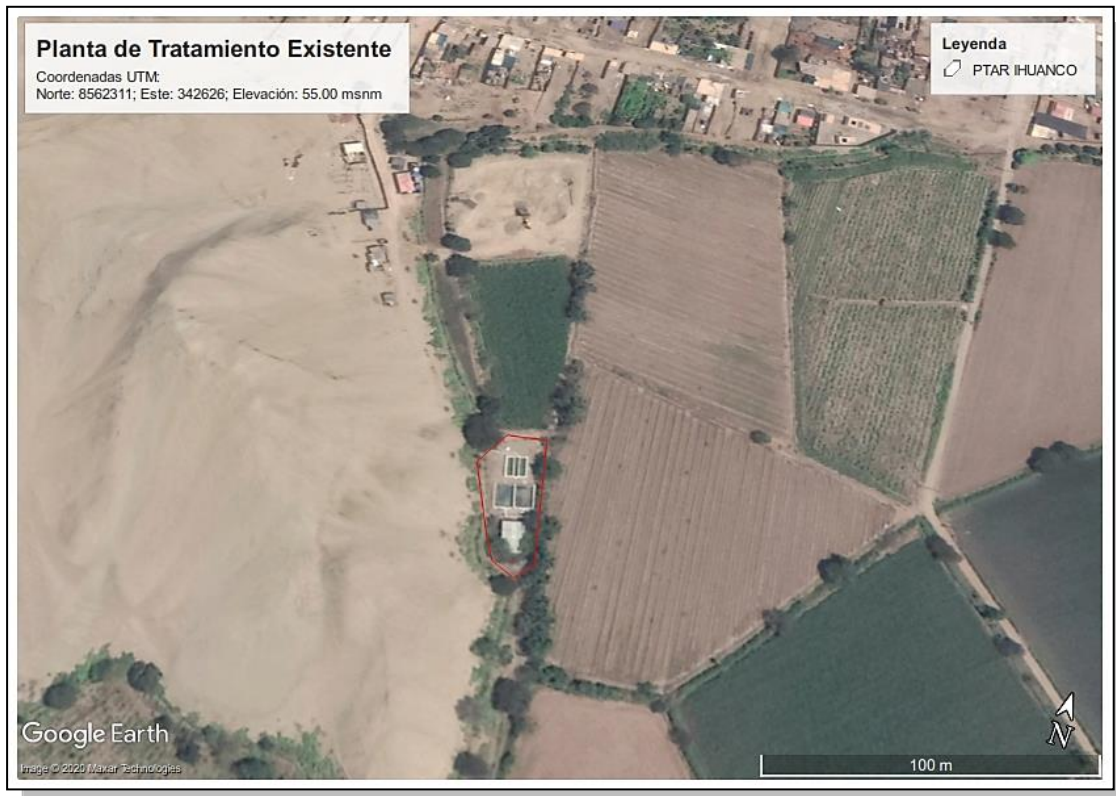 Planta de Tratamiento Existente
Coordenadas UTM:
Norte: 8562311; Este: 342626; Elevación: 55.00 msnm
Leyenda
PTAR IHUANCO
Google Earth
Image © 2020 Maxar Technologies
N
100 m